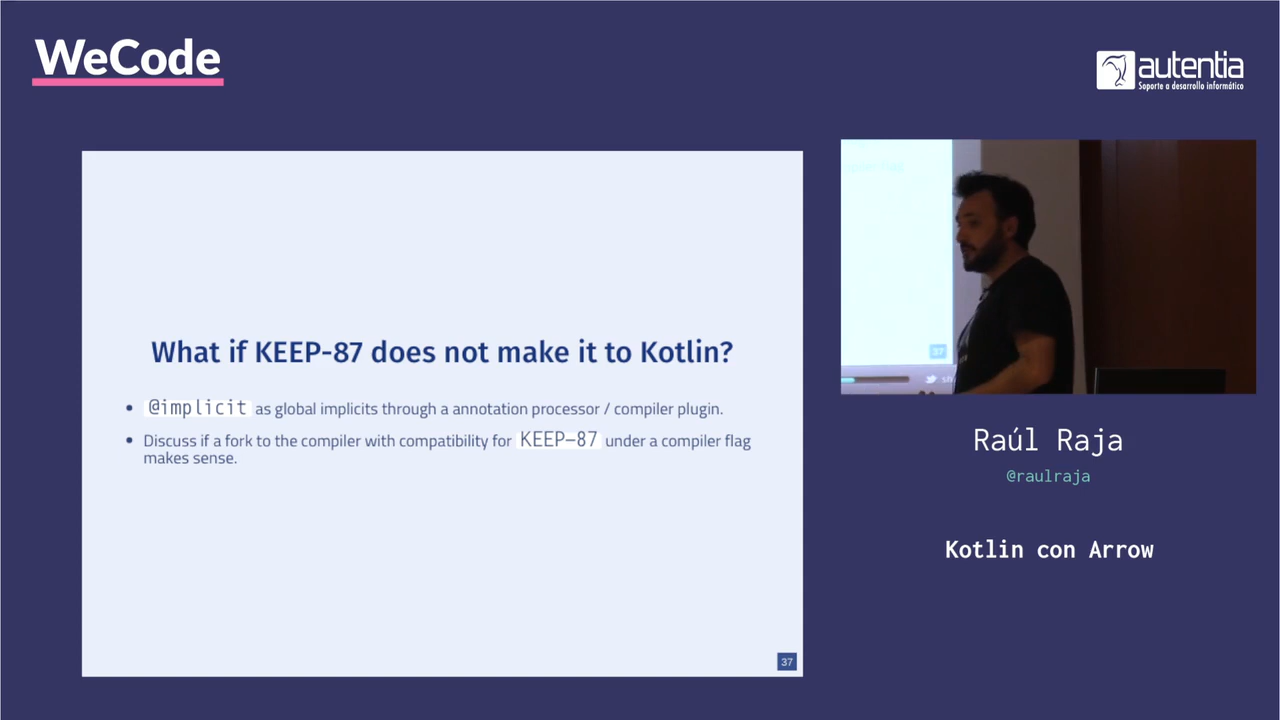 WeCode
autentia
Soporte a desarrollo informático
What if KEEP-87 does not make it to Kotlin?
• @implicit as global implicits through a annotation processor / compiler plugin.
• Discuss if a fork to the compiler with compatibility for KEEP-87 under a compiler flag
makes sense.
37
37
Raúl Raja
@raulraja
Kotlin con Arrow